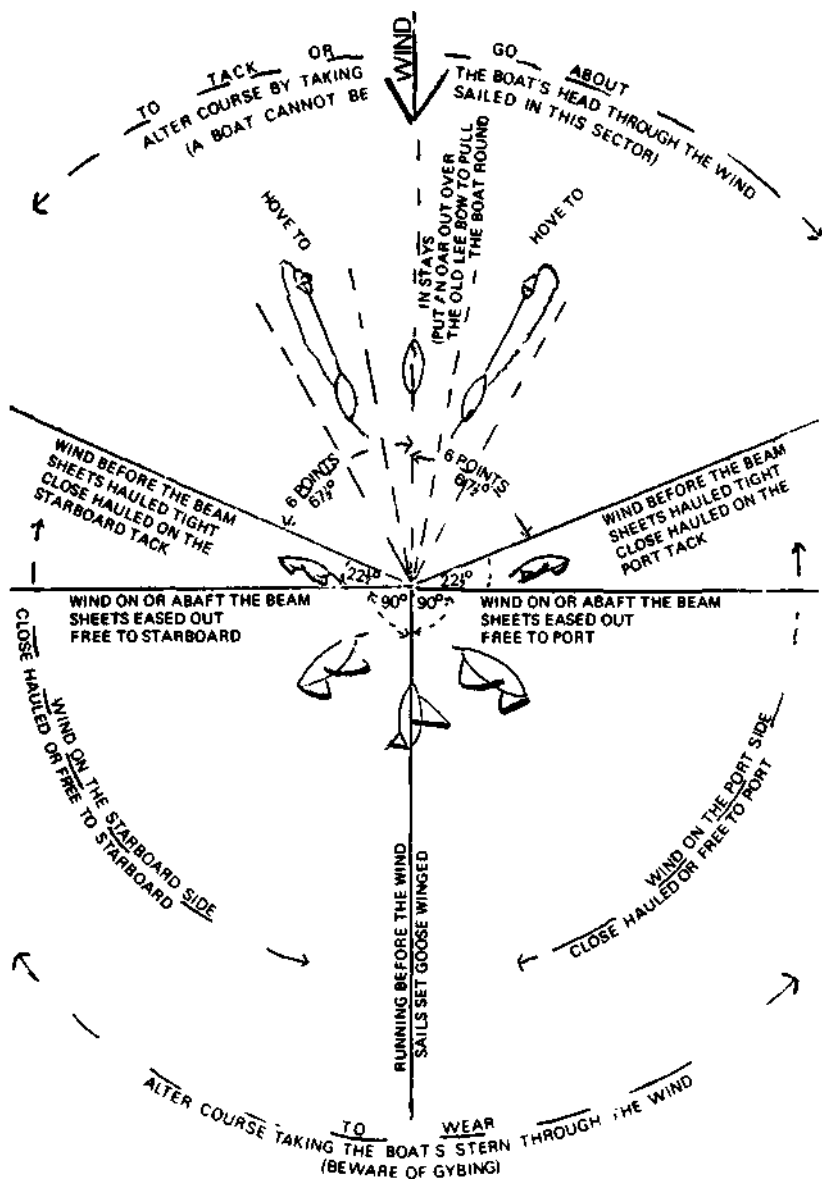 WIND
TO TACK OR GO ABOUT
ALTER COURSE BY TAKING THE BOAT'S HEAD THROUGH THE WIND
(A BOAT CANNOT BE SAILED IN THIS SECTOR)
HOVE TO
IN STAYS
(PUT AN OAR OUT OVER
THE OLD LEE BOW TO PULL
THE BOAT ROUND
HOVE TO
6 POINTS
67½°
6 POINTS
67½°
WIND BEFORE THE BEAM
SHEETS HAULED TIGHT
CLOSE HAULED ON THE
STARBOARD TACK
WIND BEFORE THE BEAM
SHEETS HAULED TIGHT
CLOSE HAULED ON THE
PORT TACK
22½°
22½°
90°
90°
WIND ON OR ABAFT THE BEAM
SHEETS EASED OUT
FREE TO STARBOARD
WIND ON OR ABAFT THE BEAM
SHEETS EASED OUT
FREE TO PORT
WIND ON THE STARBOARD SIDE
CLOSE HAULED OR FREE TO STARBOARD
WIND ON THE PORT SIDE
CLOSE HAULED OR FREE TO PORT
RUNNING BEFORE THE WIND
SAILS SET GOOSE WINGED
TO WEAR
ALTER COURSE TAKING THE BOATS STERN THROUGH THE WIND
(BEWARE OF GYBING)